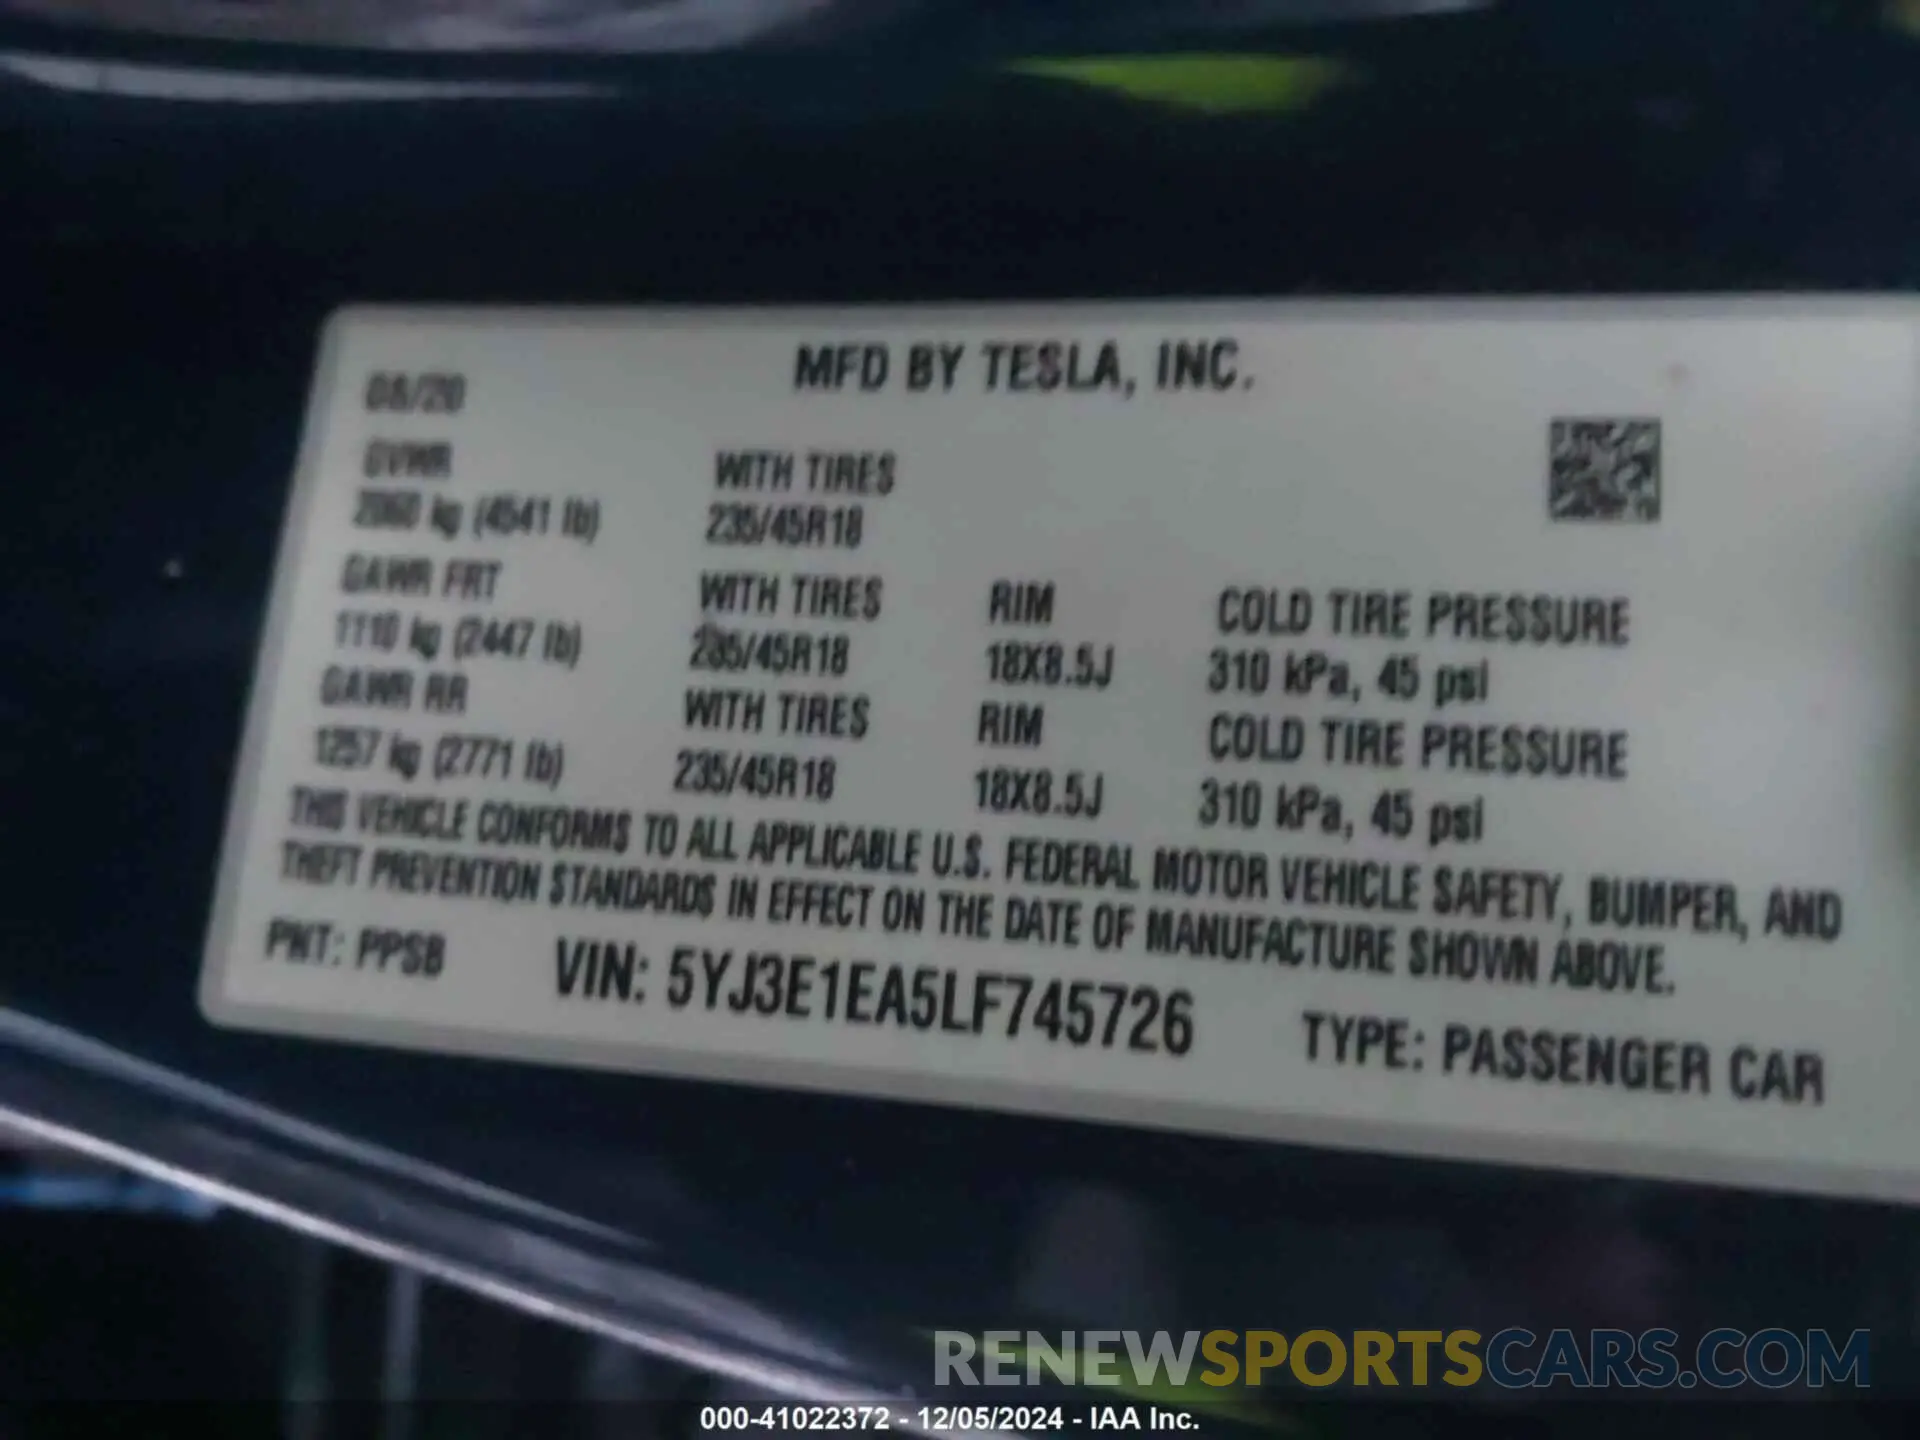 MFD BY TESLA, INC.
08/20
GVWR WITH TIRES
2060 kg (4541 lb) 235/45R18
GAWR FRT WITH TIRES RIM COLD TIRE PRESSURE
1110 kg (2447 lb) 235/45R18 18X8.5J 310 kPa, 45 psi
GAWR RR WITH TIRES RIM COLD TIRE PRESSURE
1257 kg (2771 lb) 235/45R18 18X8.5J 310 kPa, 45 psi
THIS VEHICLE CONFORMS TO ALL APPLICABLE U.S. FEDERAL MOTOR VEHICLE SAFETY, BUMPER, AND
THEFT PREVENTION STANDARDS IN EFFECT ON THE DATE OF MANUFACTURE SHOWN ABOVE.
PNT: PPSB VIN: 5YJ3E1EA5LF745726 TYPE: PASSENGER CAR
RENEWSPORTSCARS.COM
000-41022372 - 12/05/2024 - IAA Inc.